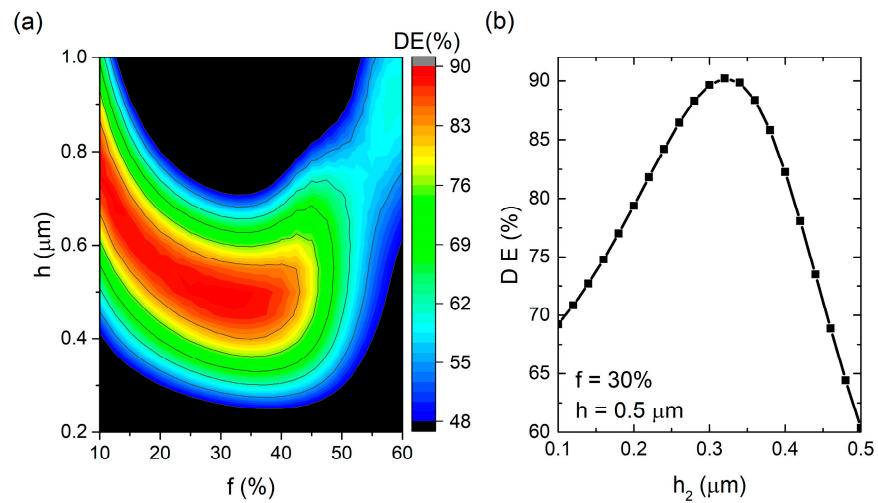 (a)
DE(%)
1.0
0.8
0.6
0.4
0.2
h (μm)
10 20 30 40 50 60
f (%)
90
83
76
69
62
55
48
(b)
90
85
80
75
70
65
60
D E (%)
f = 30%
h = 0.5 μm
0.1 0.2 0.3 0.4 0.5
h₂ (μm)